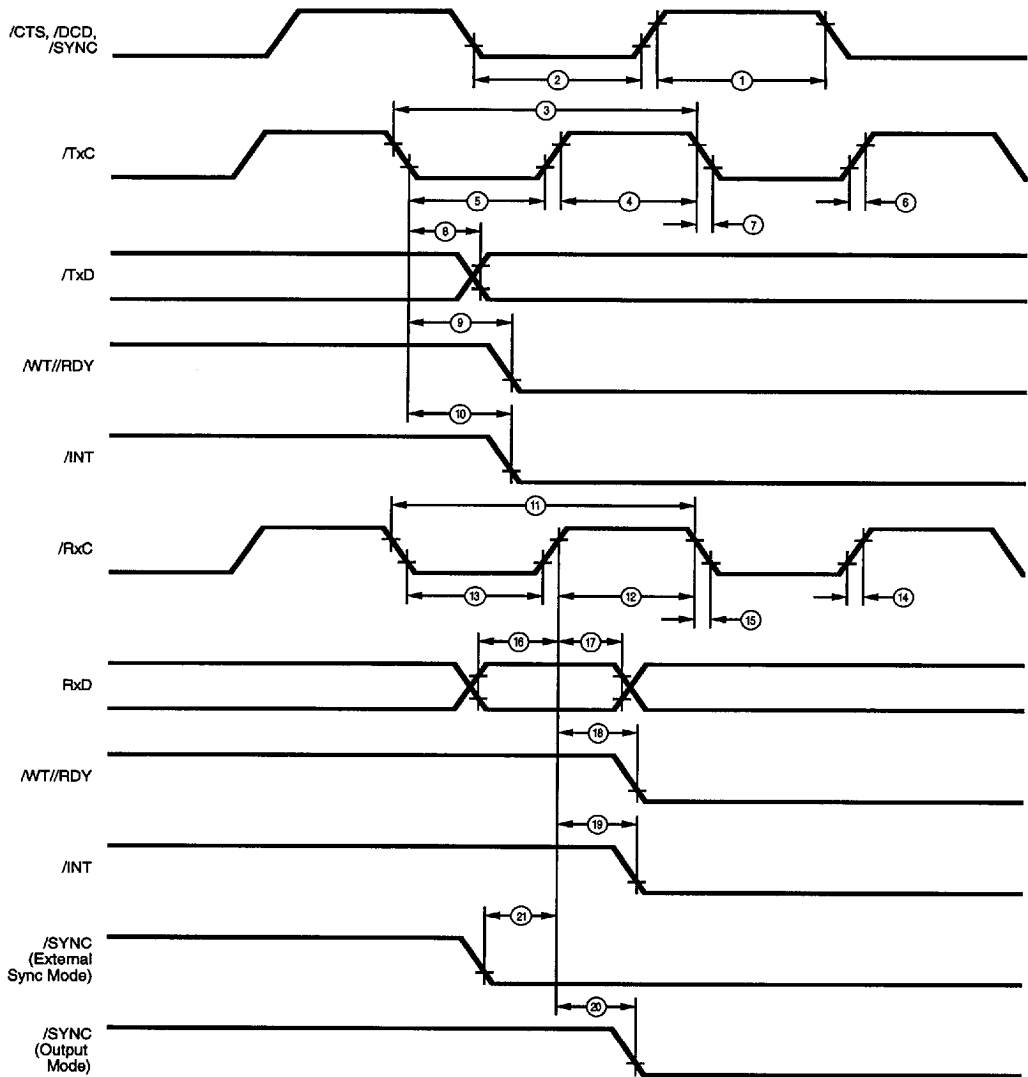 /CTS, /DCD,
/SYNC
2
1
3
/TxC
5
4
6
7
8
/TxD
9
/WT//RDY
10
/INT
11
/RxC
13
12
14
15
16
17
RxD
18
/WT//RDY
19
/INT
21
/SYNC
(External
Sync Mode)
20
/SYNC
(Output
Mode)